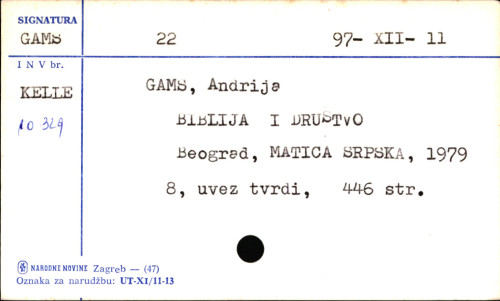 SIGNATURA
GAMS 22 97- XII- 11
I N V br.
KELLE
10 329
GAMS, Andrija
BIBLIJA I DRUŠTVO
Beograd, MATICA SRPSKA, 1979
8, uvez tvrdi, 446 str.
NARODNE NOVINE Zagreb — (47)
Oznaka za narudžbu: UT-XI/11-13